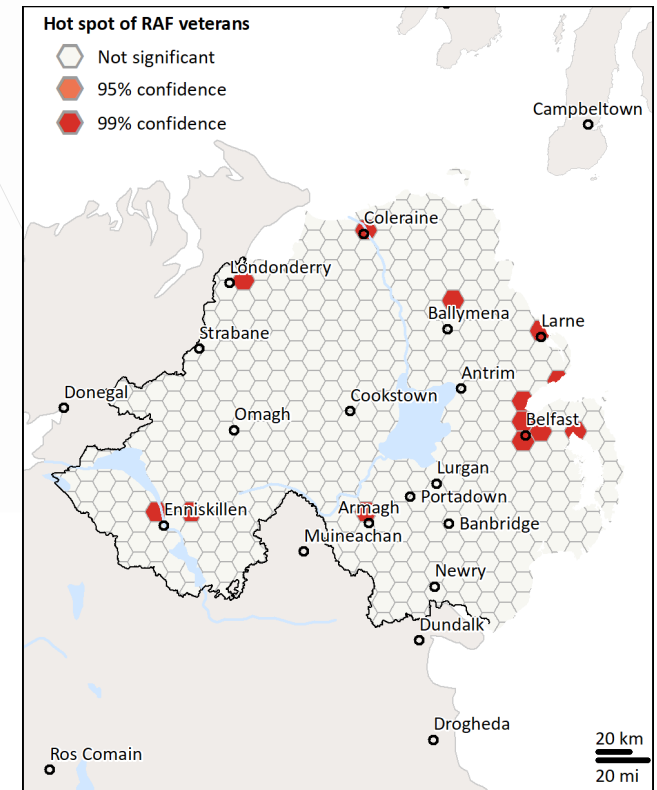 Hot spot of RAF veterans
Not significant
95% confidence
99% confidence
Campbeltown
Coleraine
Londonderry
Ballymena
Larne
Strabane
Antrim
Donegal
Cookstown
Omagh
Belfast
Lurgan
Portadown
Enniskillen
Armagh
Banbridge
Muineachan
Newry
Dundalk
Drogheda
Ros Comain
20 km
20 mi